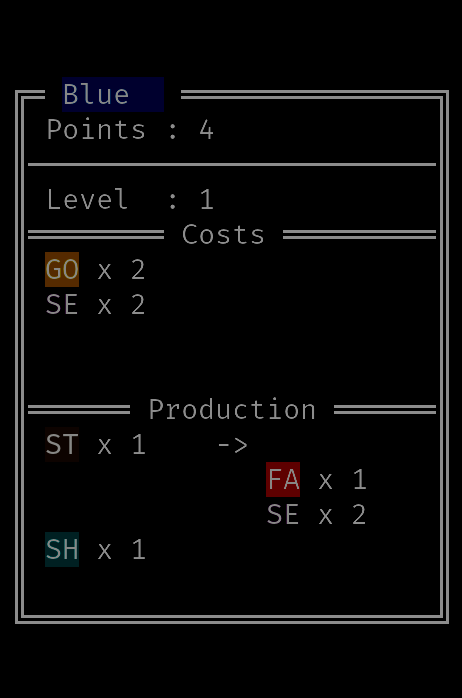 Blue
Points : 4
Level  : 1
Costs
GO x 2
SE x 2
Production
ST x 1    ->
FA x 1
SE x 2
SH x 1